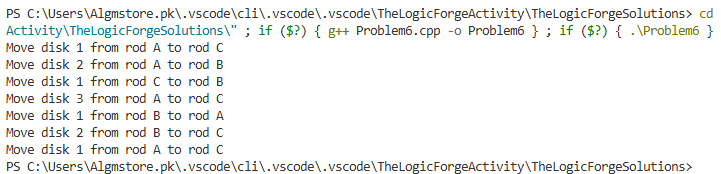 PS C:\Users\Algmstore.pk\.vscode\cli\.vscode\.vscode\TheLogicForgeActivity\TheLogicForgeSolutions> cd
Activity\TheLogicForgeSolutions\" ; if ($?) { g++ Problem6.cpp -o Problem6 } ; if ($?) { .\Problem6 }
Move disk 1 from rod A to rod C
Move disk 2 from rod A to rod B
Move disk 1 from rod C to rod B
Move disk 3 from rod A to rod C
Move disk 1 from rod B to rod A
Move disk 2 from rod B to rod C
Move disk 1 from rod A to rod C
PS C:\Users\Algmstore.pk\.vscode\cli\.vscode\.vscode\TheLogicForgeActivity\TheLogicForgeSolutions>